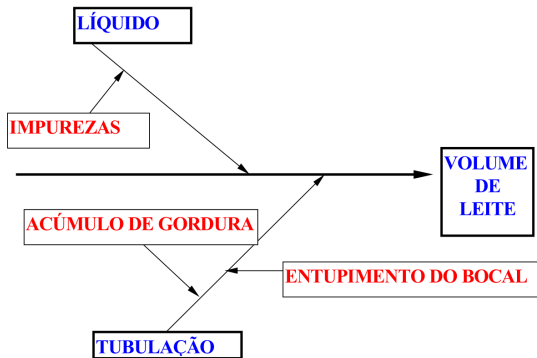 LÍQUIDO
IMPUREZAS
VOLUME
DE
LEITE
ACÚMULO DE GORDURA
ENTUPIMENTO DO BOCAL
TUBULAÇÃO